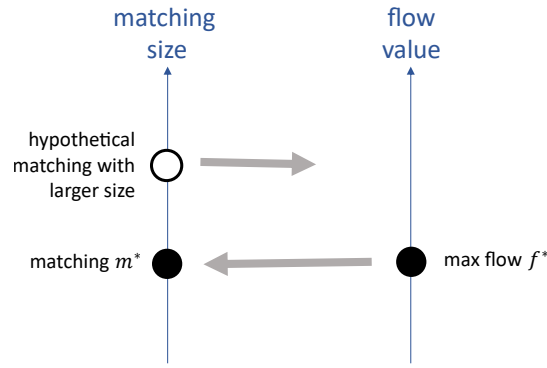 matching
size
flow
value
hypothetical
matching with
larger size
matching m*
max flow f*